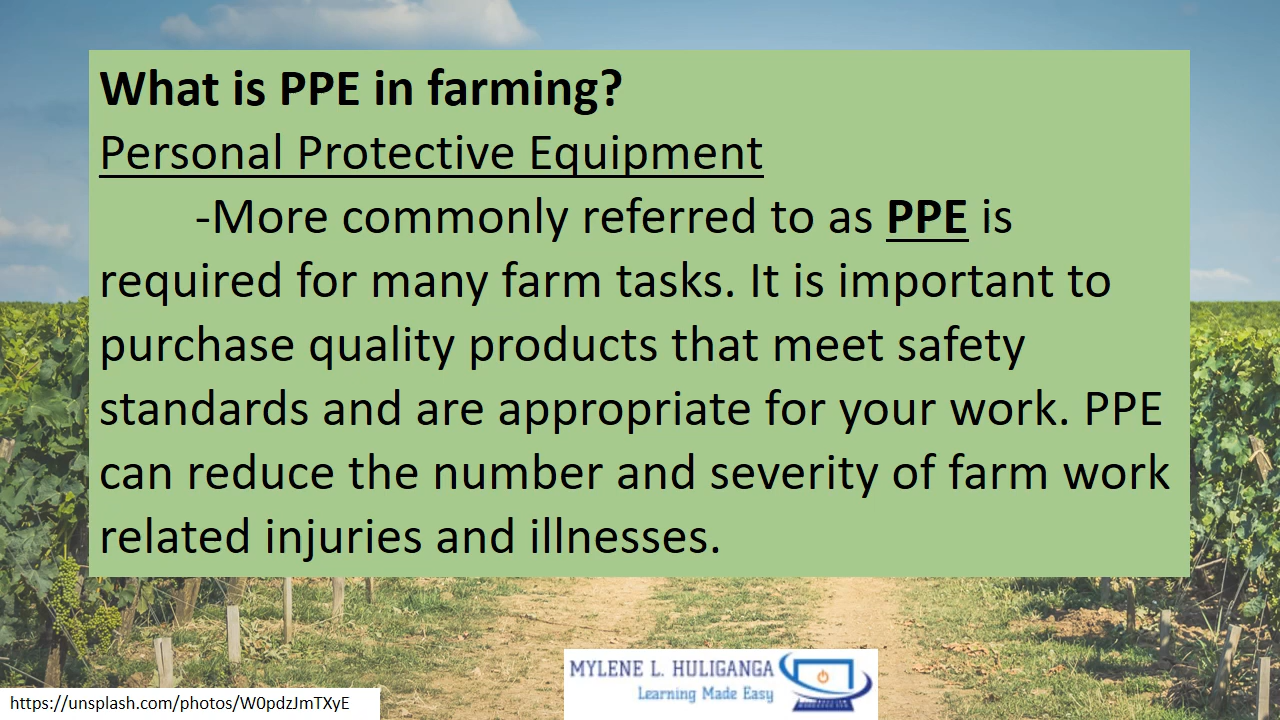 What is PPE in farming?
Personal Protective Equipment
-More commonly referred to as PPE is
required for many farm tasks. It is important to
purchase quality products that meet safety
standards and are appropriate for your work. PPE
can reduce the number and severity of farm work
related injuries and illnesses.
MYLENE L. HULIGANGA
Learning Made Easy
https://unsplash.com/photos/W0pdzJmTXyE